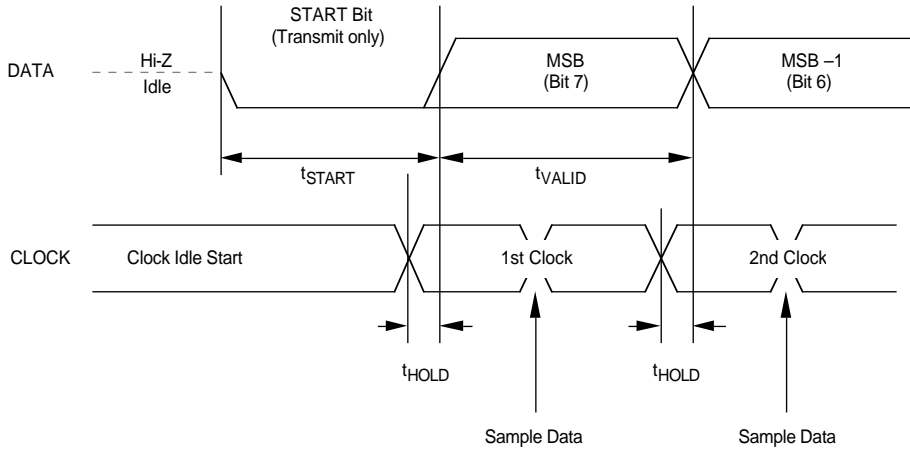 START Bit
(Transmit only)
DATA
Hi-Z
Idle
MSB
(Bit 7)
MSB –1
(Bit 6)
tSTART
tVALID
CLOCK
Clock Idle Start
1st Clock
2nd Clock
tHOLD
tHOLD
Sample Data
Sample Data